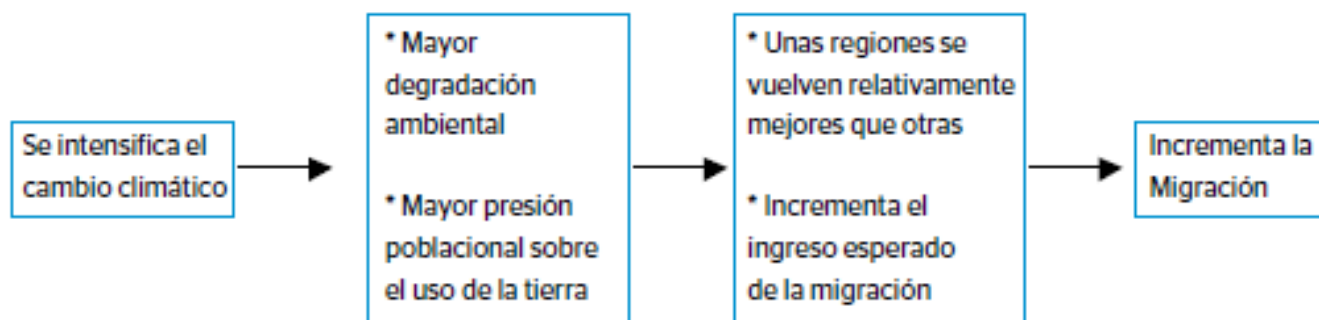 Se intensifica el
cambio climático
* Mayor
degradación
ambiental
* Mayor presión
poblacional sobre
el uso de la tierra
* Unas regiones se
vuelven relativamente
mejores que otras
* Incrementa el
ingreso esperado
de la migración
Incrementa la
Migración